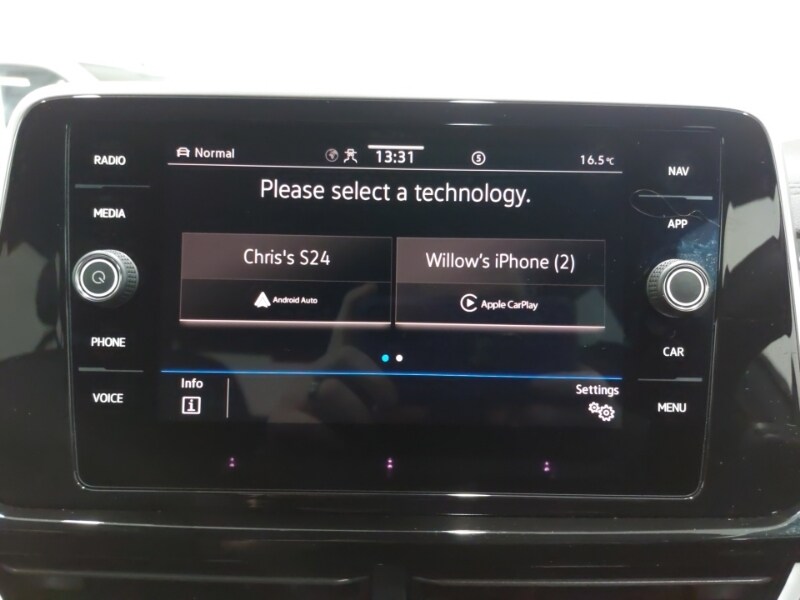 RADIO
MEDIA
PHONE
VOICE
Normal
13:31
S
16.5°C
Please select a technology.
Chris's S24
Android Auto
Willow's iPhone (2)
Apple CarPlay
Info
i
Settings
NAV
APP
CAR
MENU